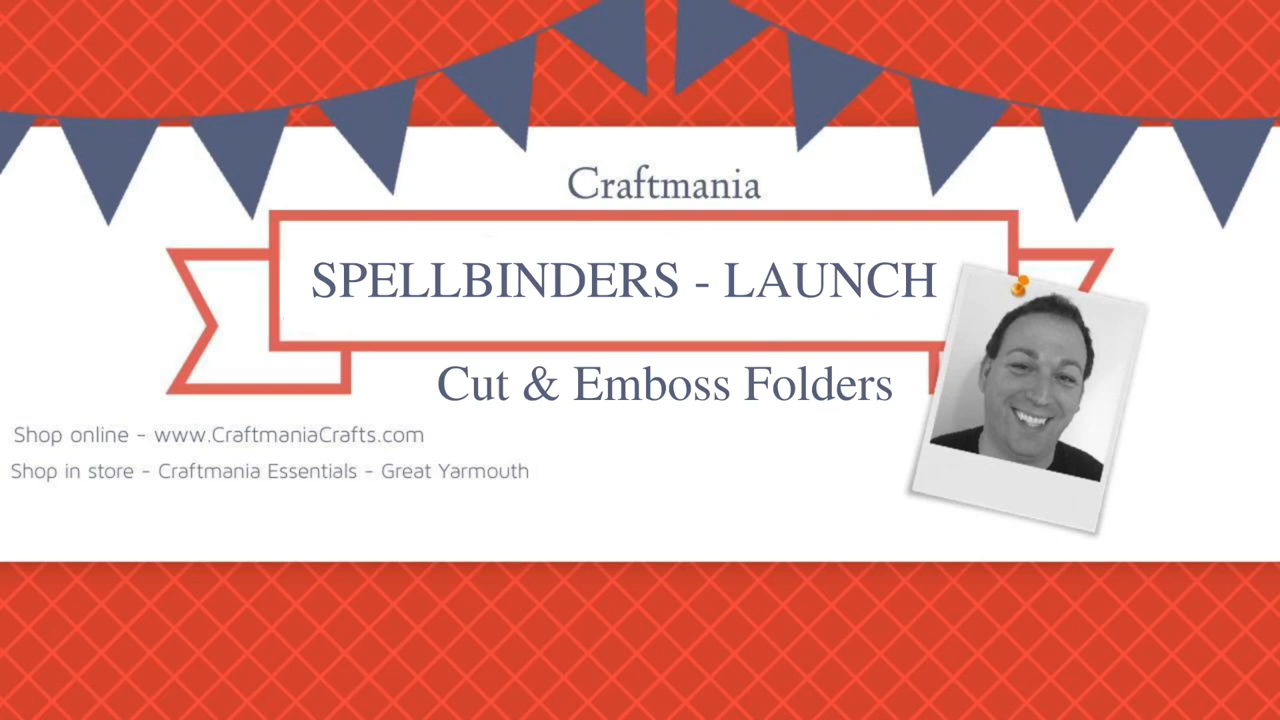 Craftmania
SPELLBINDERS - LAUNCH
Cut & Emboss Folders
Shop online - www.CraftmaniaCrafts.com
Shop in store - Craftmania Essentials - Great Yarmouth